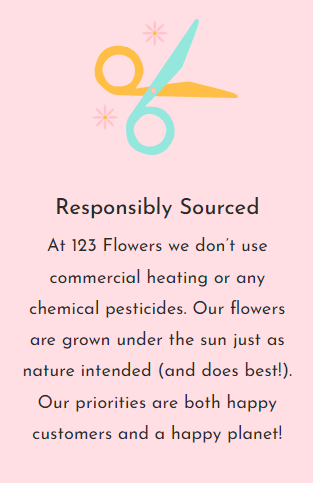 Responsibly Sourced
At 123 Flowers we don't use
commercial heating or any
chemical pesticides. Our flowers
are grown under the sun just as
nature intended (and does best!).
Our priorities are both happy
customers and a happy planet!